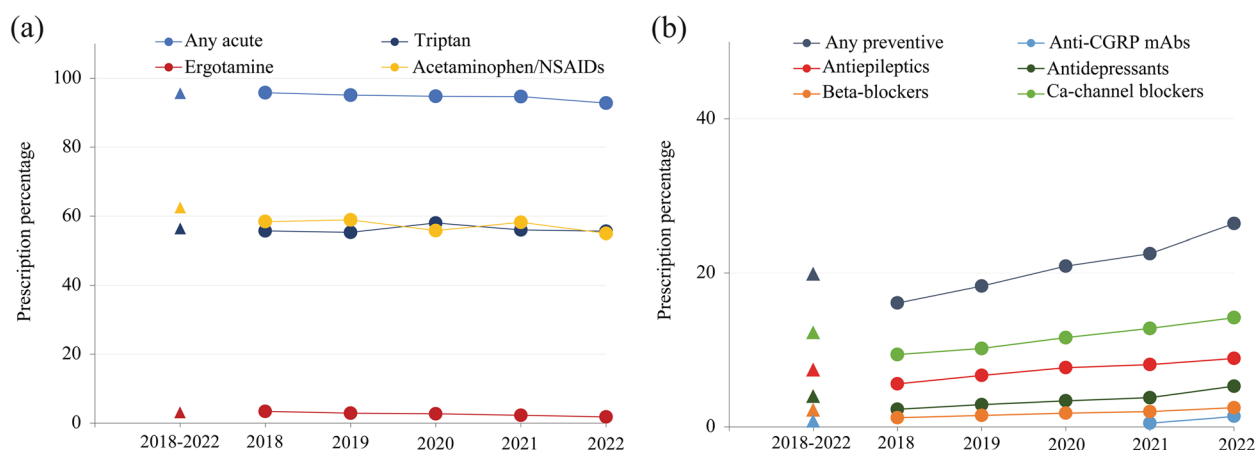 (a)
Any acute
Triptan
Ergotamine
Acetaminophen/NSAIDs
Prescription percentage
100
80
60
40
20
0
2018-2022
2018
2019
2020
2021
2022
(b)
Any preventive
Anti-CGRP mAbs
Antiepileptics
Antidepressants
Beta-blockers
Ca-channel blockers
Prescription percentage
40
20
0
2018-2022
2018
2019
2020
2021
2022